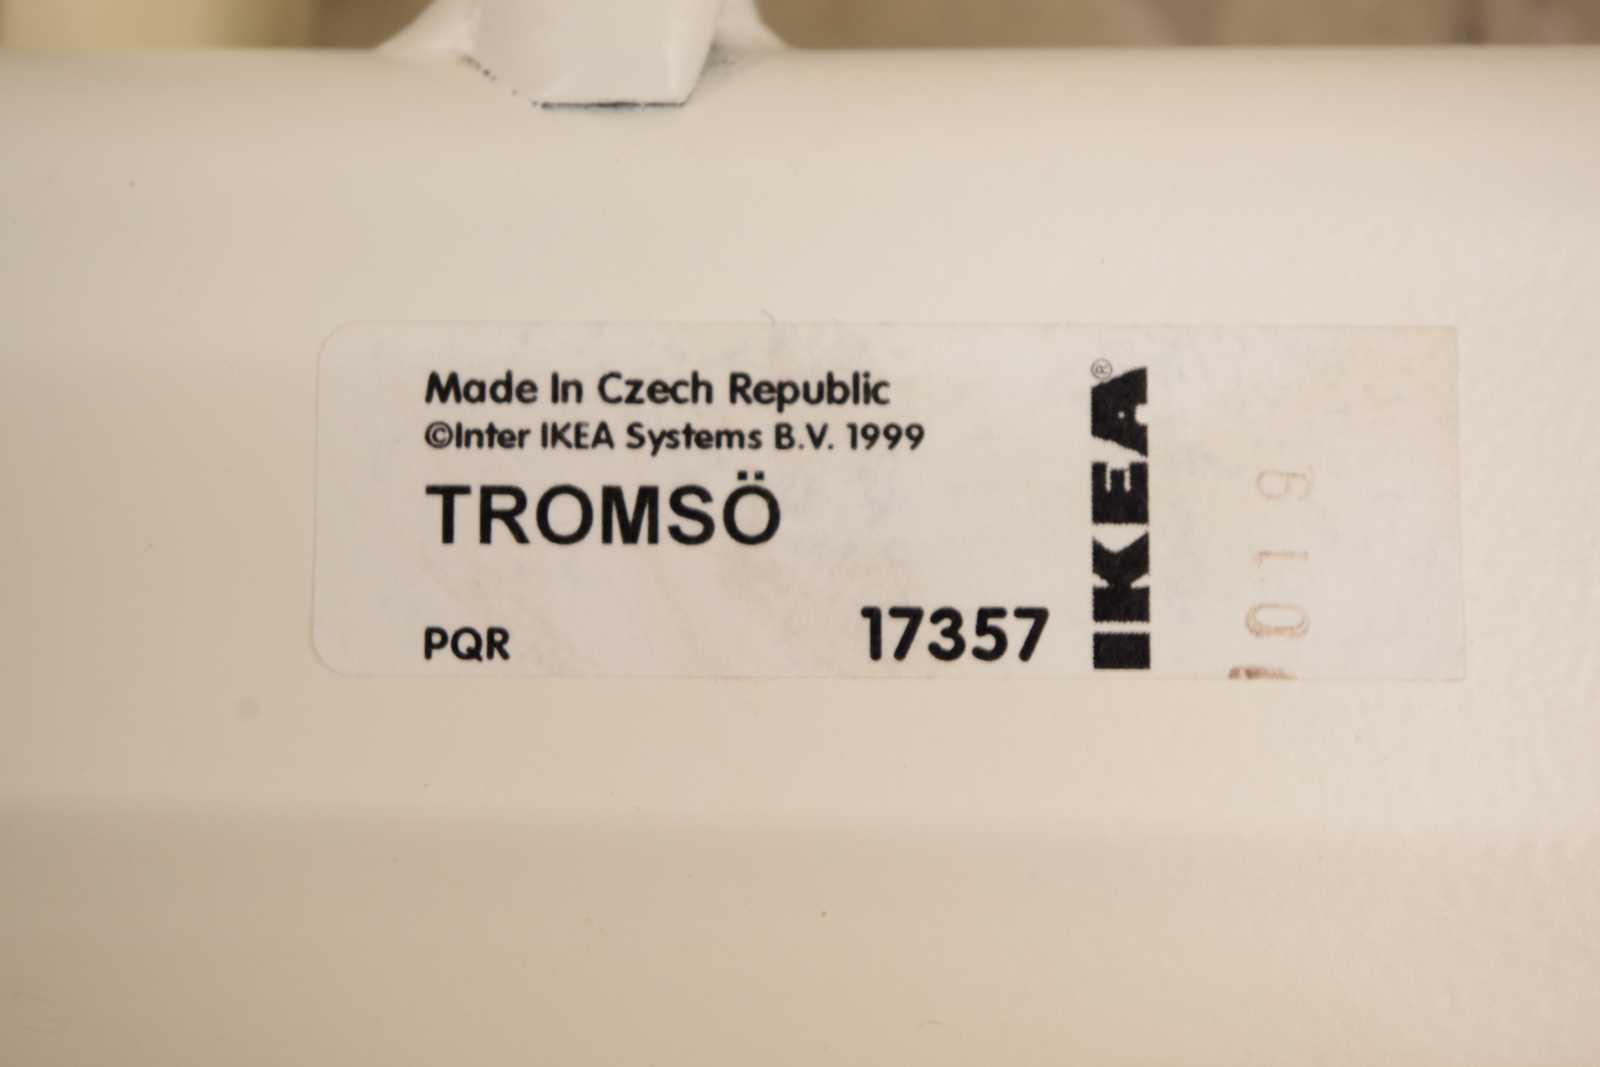 Made In Czech Republic
©Inter IKEA Systems B.V. 1999
TROMSÖ
PQR
17357
IKEA®
019